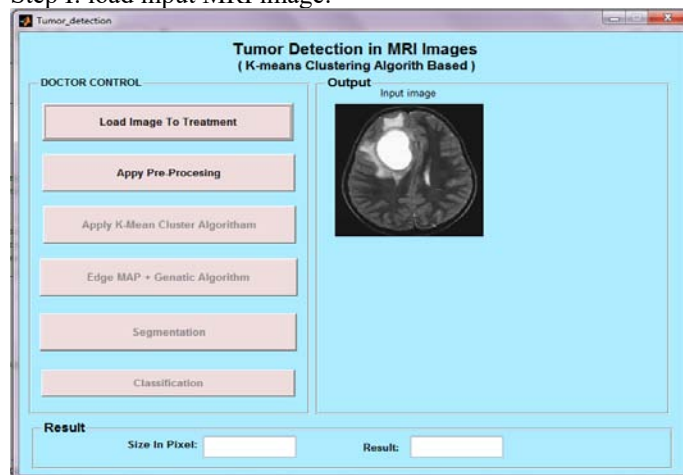 Step I: load input MRI image.
Tumor_detection
Tumor Detection in MRI Images
( K-means Clustering Algorith Based )
DOCTOR CONTROL
Load Image To Treatment
Appy Pre-Procesing
Apply K-Mean Cluster Algoritham
Edge MAP + Genatic Algorithm
Segmentation
Classification
Output
Input image
Result
Size In Pixel:
Result: